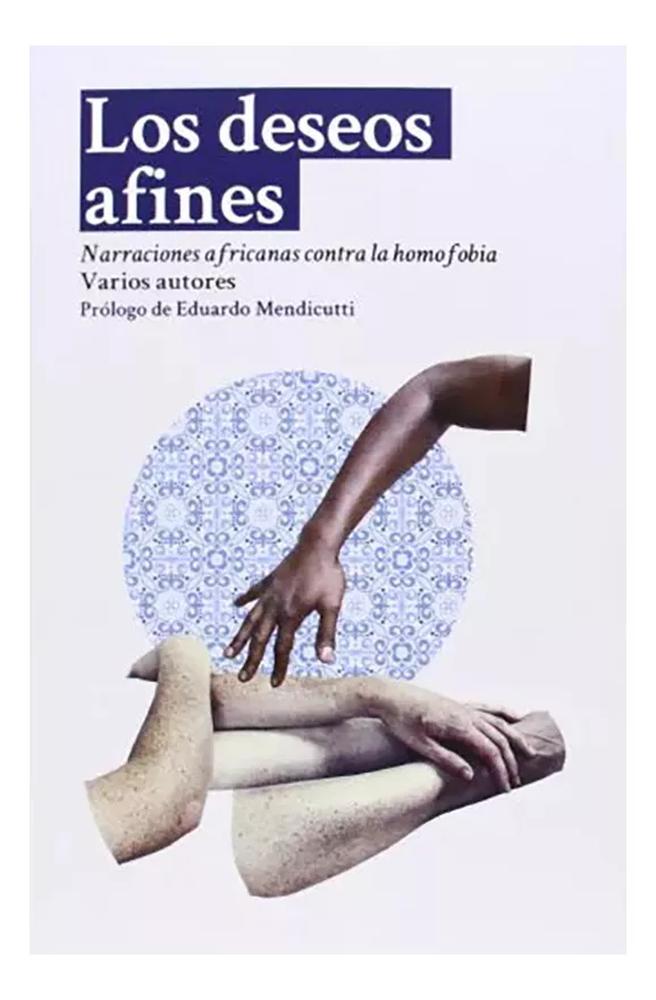 Los deseos
afines
Narraciones africanas contra la homofobia
Varios autores
Prólogo de Eduardo Mendicutti